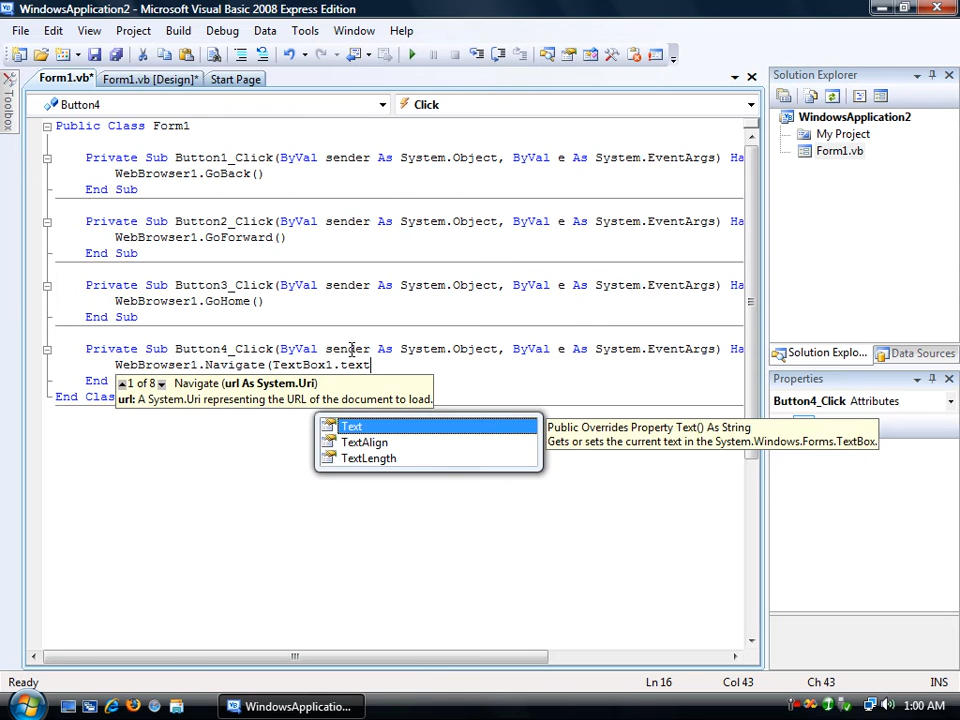 WindowsApplication2 - Microsoft Visual Basic 2008 Express Edition
File Edit View Project Build Debug Data Tools Window Help
Form1.vb* Form1.vb [Design]* Start Page
Toolbox
Button4 Click
Public Class Form1
Private Sub Button1_Click(ByVal sender As System.Object, ByVal e As System.EventArgs) Ha
WebBrowser1.GoBack()
End Sub
Private Sub Button2_Click(ByVal sender As System.Object, ByVal e As System.EventArgs) Ha
WebBrowser1.GoForward()
End Sub
Private Sub Button3_Click(ByVal sender As System.Object, ByVal e As System.EventArgs) Ha
WebBrowser1.GoHome()
End Sub
Private Sub Button4_Click(ByVal sender As System.Object, ByVal e As System.EventArgs) Ha
WebBrowser1.Navigate(TextBox1.text
End
End Clas
1 of 8 Navigate (url As System.Uri)
url: A System.Uri representing the URL of the document to load.
Text
TextAlign
TextLength
Public Overrides Property Text() As String
Gets or sets the current text in the System.Windows.Forms.TextBox.
Solution Explorer
WindowsApplication2
My Project
Form1.vb
Solution Explo... Data Sources
Properties
Button4_Click Attributes
Ready Ln 16 Col 43 Ch 43 INS
WindowsApplicatio... 1:00 AM